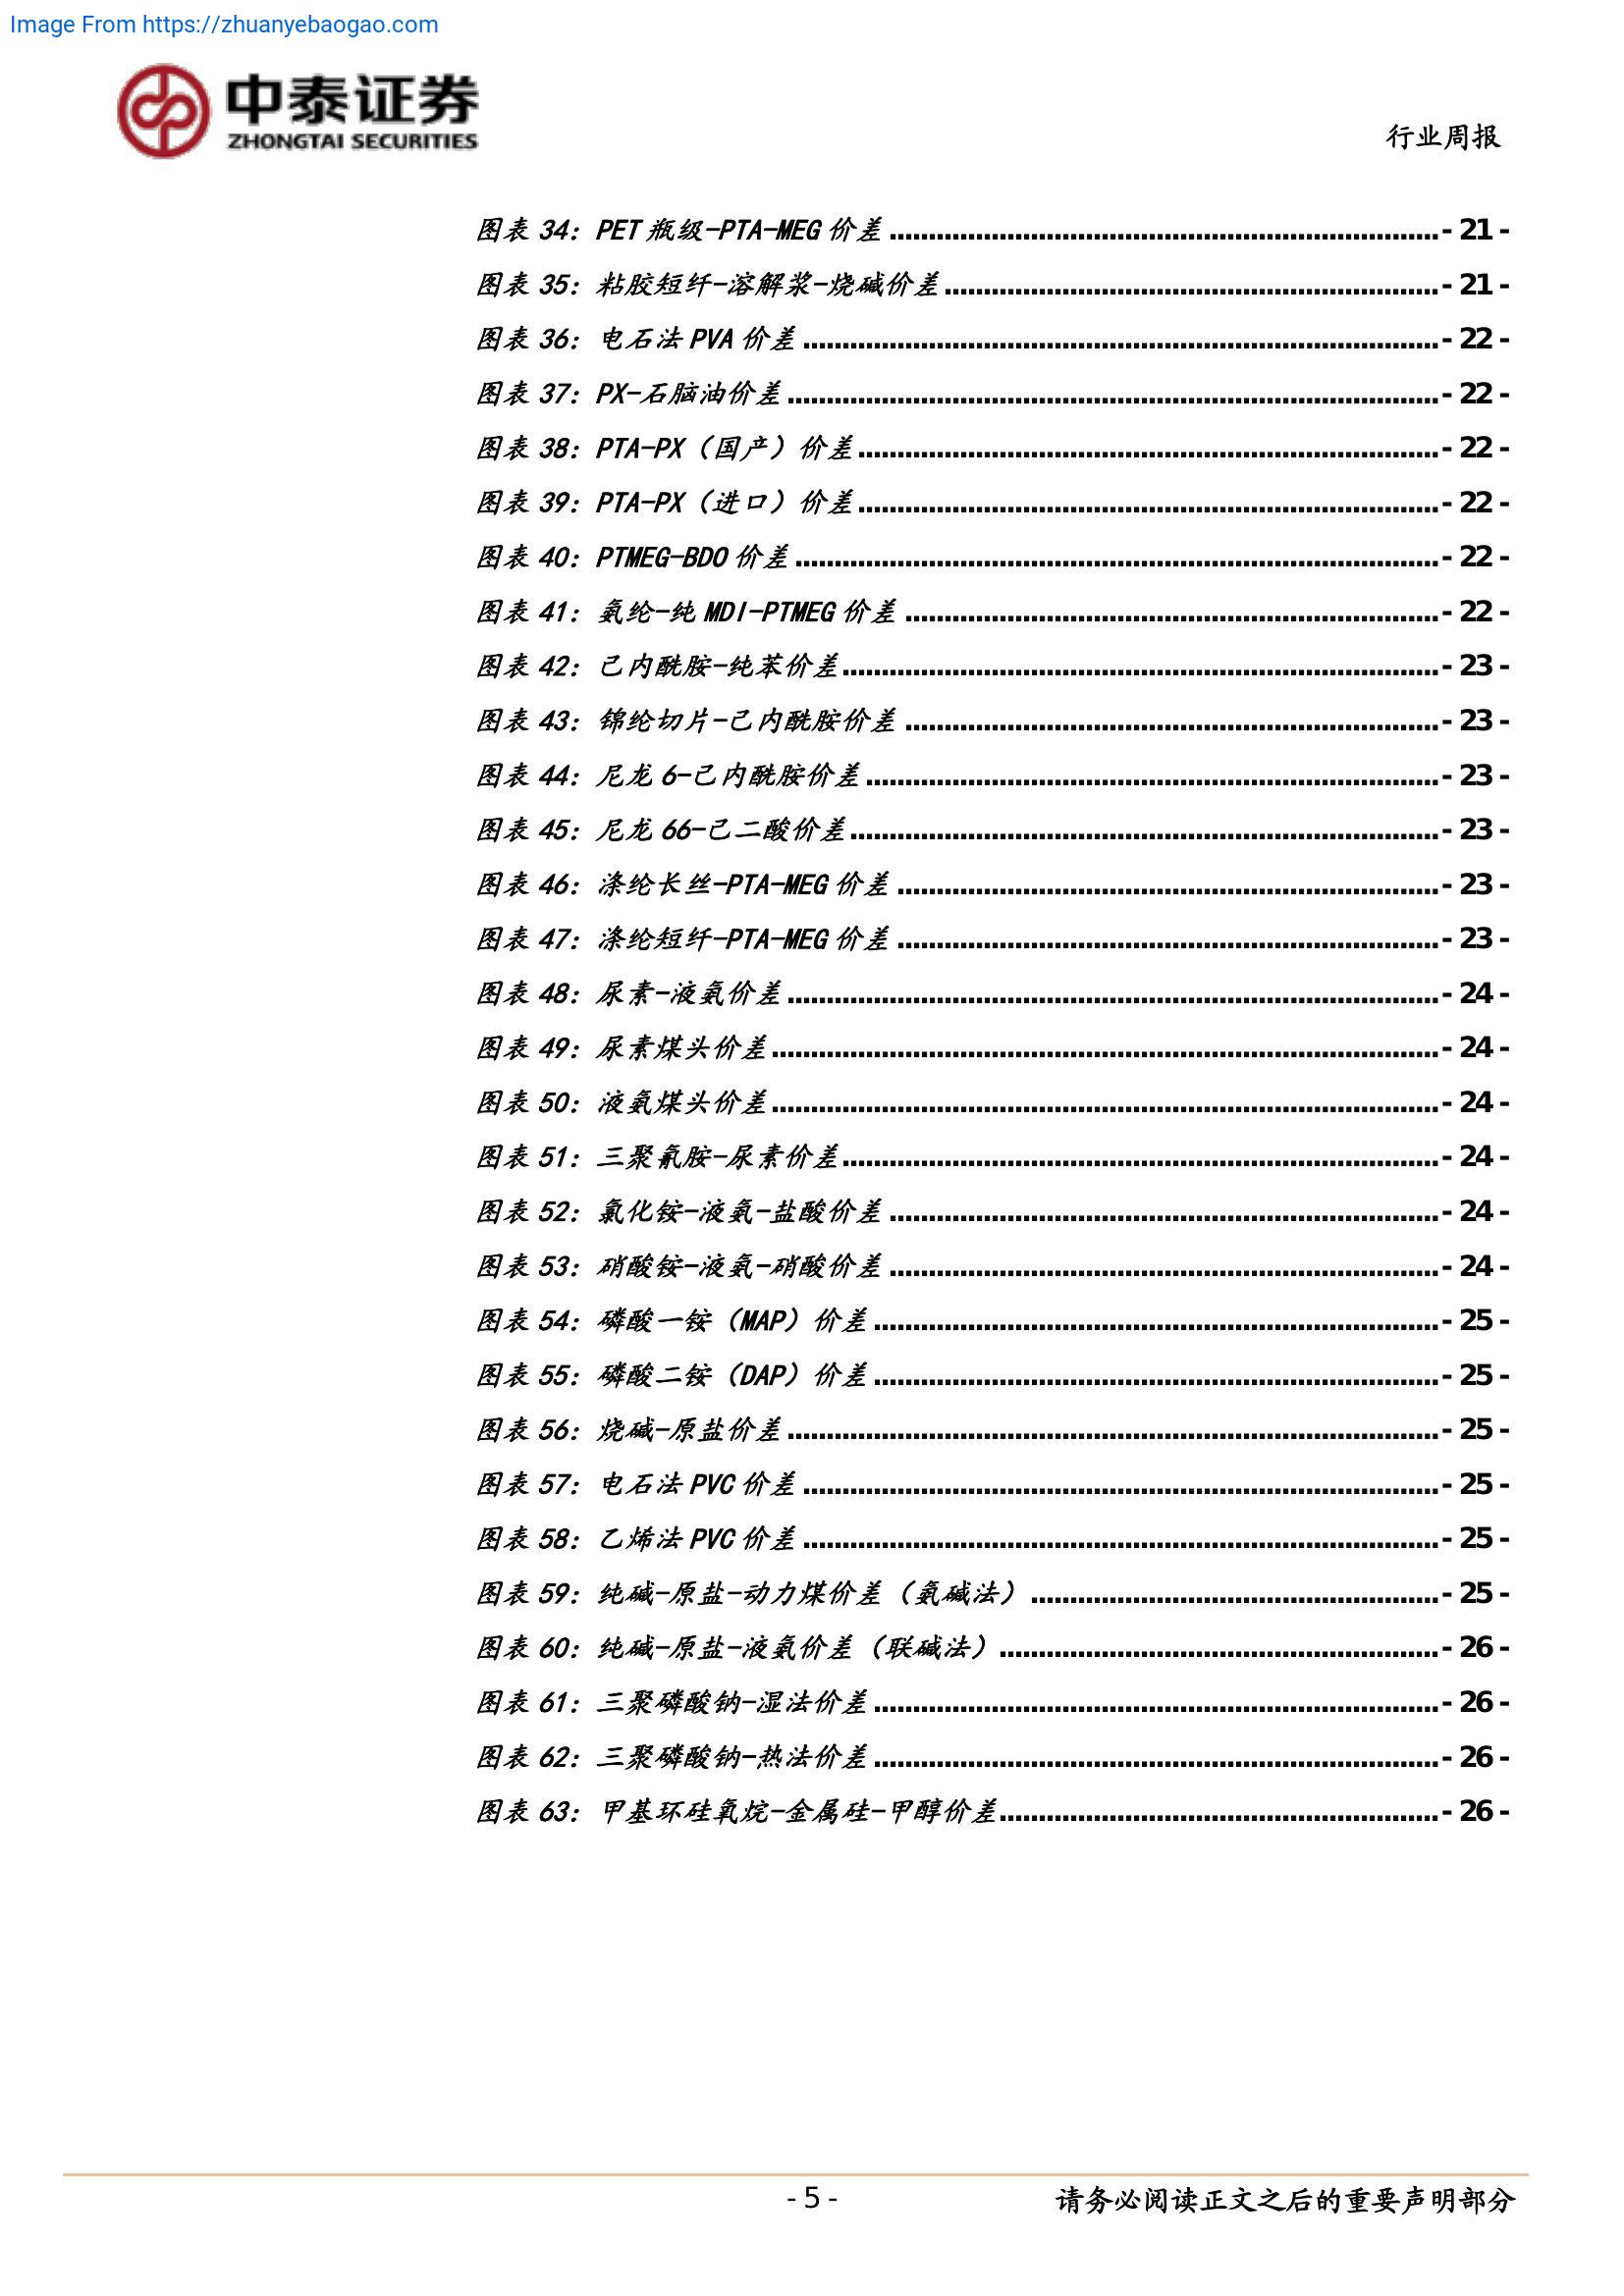 Image From https://zhuanyebaogao.com
中泰证券
ZHONGTAI SECURITIES
行业周报
图表 34：PET 瓶级-PTA-MEG 价差 - 21 -
图表 35：粘胶短纤-溶解浆-烧碱价差 - 21 -
图表 36：电石法 PVA 价差 - 22 -
图表 37：PX-石脑油价差 - 22 -
图表 38：PTA-PX（国产）价差 - 22 -
图表 39：PTA-PX（进口）价差 - 22 -
图表 40：PTMEG-BDO 价差 - 22 -
图表 41：氨纶-纯 MDI-PTMEG 价差 - 22 -
图表 42：己内酰胺-纯苯价差 - 23 -
图表 43：锦纶切片-己内酰胺价差 - 23 -
图表 44：尼龙 6-己内酰胺价差 - 23 -
图表 45：尼龙 66-己二酸价差 - 23 -
图表 46：涤纶长丝-PTA-MEG 价差 - 23 -
图表 47：涤纶短纤-PTA-MEG 价差 - 23 -
图表 48：尿素-液氨价差 - 24 -
图表 49：尿素煤头价差 - 24 -
图表 50：液氨煤头价差 - 24 -
图表 51：三聚氰胺-尿素价差 - 24 -
图表 52：氯化铵-液氨-盐酸价差 - 24 -
图表 53：硝酸铵-液氨-硝酸价差 - 24 -
图表 54：磷酸一铵（MAP）价差 - 25 -
图表 55：磷酸二铵（DAP）价差 - 25 -
图表 56：烧碱-原盐价差 - 25 -
图表 57：电石法 PVC 价差 - 25 -
图表 58：乙烯法 PVC 价差 - 25 -
图表 59：纯碱-原盐-动力煤价差（氨碱法） - 25 -
图表 60：纯碱-原盐-液氨价差（联碱法） - 26 -
图表 61：三聚磷酸钠-湿法价差 - 26 -
图表 62：三聚磷酸钠-热法价差 - 26 -
图表 63：甲基环硅氧烷-金属硅-甲醇价差 - 26 -
- 5 -
请务必阅读正文之后的重要声明部分